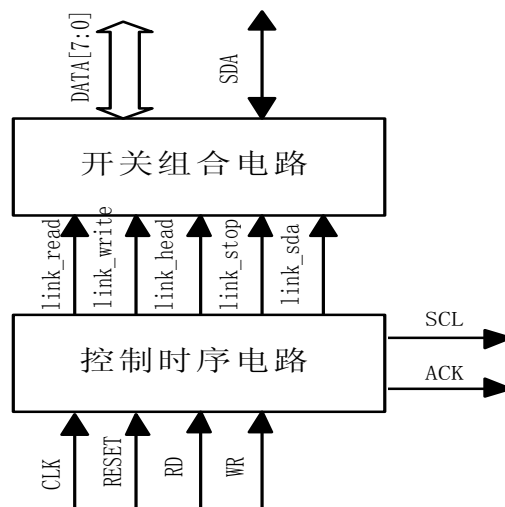 DATA[7:0]
SDA
开关组合电路
link_read
link_write
link_head
link_stop
link_sda
控制时序电路
SCL
ACK
CLK
RESET
RD
WR